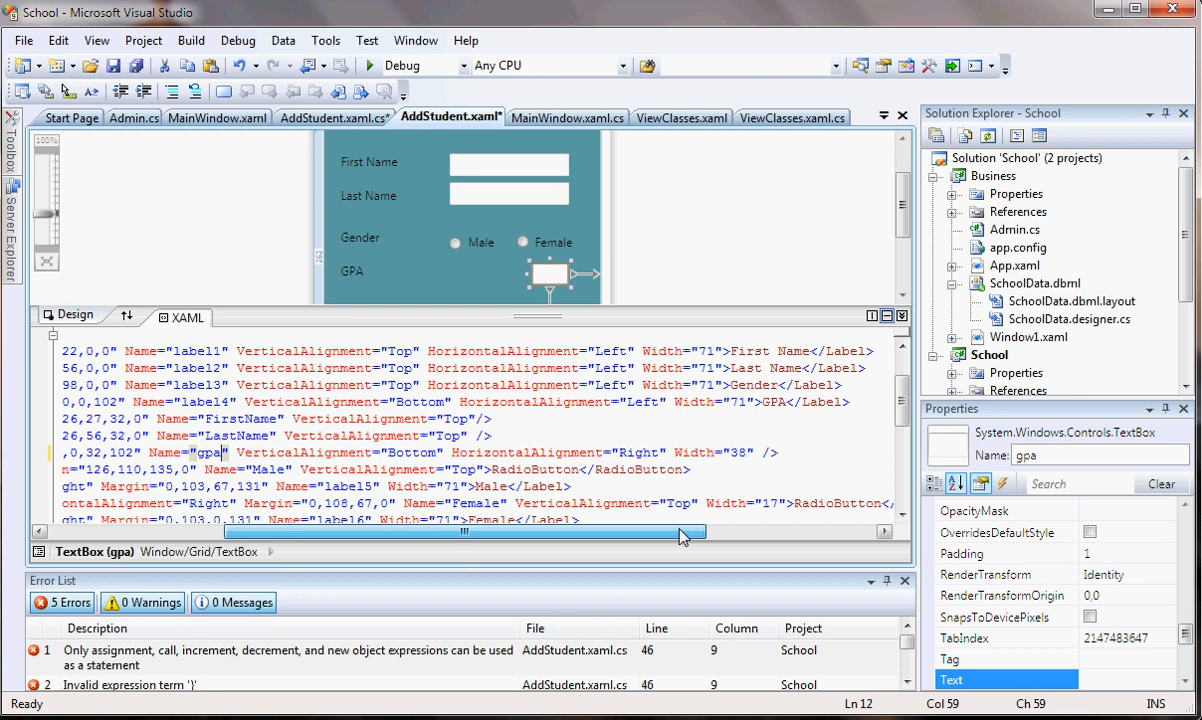 School - Microsoft Visual Studio
File Edit View Project Build Debug Data Tools Test Window Help
Debug Any CPU
Start Page Admin.cs MainWindow.xaml AddStudent.xaml.cs* AddStudent.xaml* MainWindow.xaml.cs ViewClasses.xaml ViewClasses.xaml.cs
Toolbox
Server Explorer
100%
First Name
Last Name
Gender Male Female
GPA
Design XAML
22,0,0" Name="label1" VerticalAlignment="Top" HorizontalAlignment="Left" Width="71">First Name</Label>
56,0,0" Name="label2" VerticalAlignment="Top" HorizontalAlignment="Left" Width="71">Last Name</Label>
98,0,0" Name="label3" VerticalAlignment="Top" HorizontalAlignment="Left" Width="71">Gender</Label>
0,0,102" Name="label4" VerticalAlignment="Bottom" HorizontalAlignment="Left" Width="71">GPA</Label>
26,27,32,0" Name="FirstName" VerticalAlignment="Top"/>
26,56,32,0" Name="LastName" VerticalAlignment="Top" />
,0,32,102" Name="gpa" VerticalAlignment="Bottom" HorizontalAlignment="Right" Width="38" />
n="126,110,135,0" Name="Male" VerticalAlignment="Top">RadioButton</RadioButton>
ght" Margin="0,103,67,131" Name="label5" Width="71">Male</Label>
ontalAlignment="Right" Margin="0,108,67,0" Name="Female" VerticalAlignment="Top" Width="17">RadioButton</
ght" Margin="0,103,0,131" Name="label6" Width="71">Female</Label>
TextBox (gpa) Window/Grid/TextBox
Error List
5 Errors 0 Warnings 0 Messages
Description File Line Column Project
1 Only assignment, call, increment, decrement, and new object expressions can be used AddStudent.xaml.cs 46 9 School
as a statement
2 Invalid expression term '}' AddStudent.xaml.cs 46 9 School
Ready Ln 12 Col 59 Ch 59 INS
Solution Explorer - School
Solution 'School' (2 projects)
Business
Properties
References
Admin.cs
app.config
App.xaml
SchoolData.dbml
SchoolData.dbml.layout
SchoolData.designer.cs
Window1.xaml
School
Properties
References
Properties
System.Windows.Controls.TextBox
Name: gpa
Search Clear
OpacityMask
OverridesDefaultStyle
Padding 1
RenderTransform Identity
RenderTransformOrigin 0,0
SnapsToDevicePixels
TabIndex 2147483647
Tag
Text